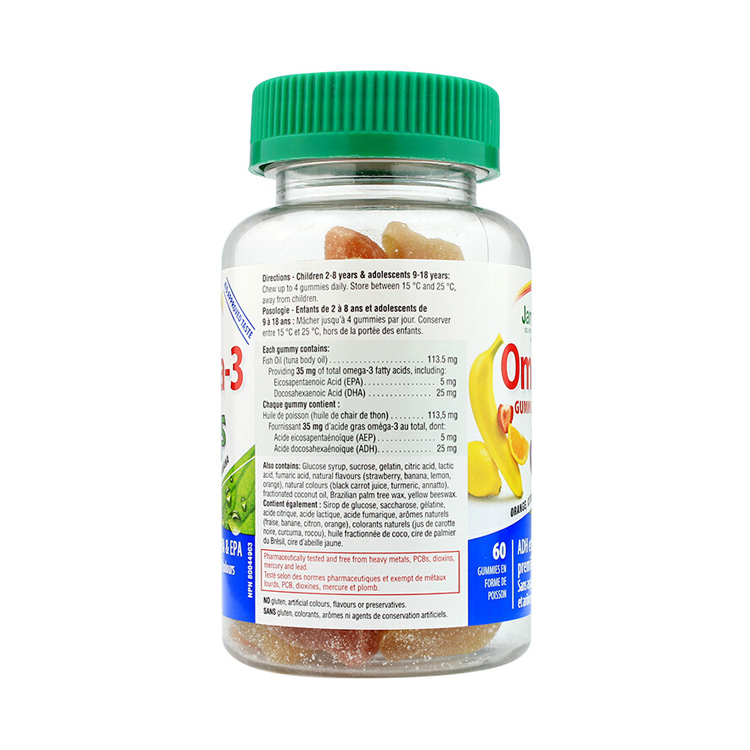 Directions - Children 2-8 years & adolescents 9-18 years:
Chew up to 4 gummies daily. Store between 15 °C and 25 °C,
away from children.
Posologie - Enfants de 2 à 8 ans et adolescents de
9 à 18 ans : Mâcher jusqu'à 4 gummies par jour. Conserver
entre 15 °C et 25 °C, hors de la portée des enfants.
Each gummy contains:
Fish Oil (tuna body oil) 113.5 mg
Providing 35 mg of total omega-3 fatty acids, including:
Eicosapentaenoic Acid (EPA) 5 mg
Docosahexaenoic Acid (DHA) 25 mg
Chaque gummy contient :
Huile de poisson (huile de chair de thon) 113,5 mg
Fournissant 35 mg d'acide gras oméga-3 au total, dont:
Acide eicosapentaénoïque (AEP) 5 mg
Acide docosahexaénoïque (ADH) 25 mg
Also contains: Glucose syrup, sucrose, gelatin, citric acid, lactic
acid, fumaric acid, natural flavours (strawberry, banana, lemon,
orange), natural colours (black carrot juice, turmeric, annatto),
fractionated coconut oil, Brazilian palm tree wax, yellow beeswax.
Contient également : Sirop de glucose, saccharose, gélatine,
acide citrique, acide lactique, acide fumarique, arômes naturels
(fraise, banane, citron, orange), colorants naturels (jus de carotte
noire, curcuma, rocou), huile fractionnée de coco, cire de palmier
du Brésil, cire d'abeille jaune.
Pharmaceutically tested and free from heavy metals, PCBs, dioxins,
mercury and lead.
Testé selon des normes pharmaceutiques et exempt de métaux
lourds, PCB, dioxines, mercure et plomb.
NO gluten, artificial colours, flavours or preservatives.
SANS gluten, colorants, arômes ni agents de conservation artificiels.
NPN 80044903
APPROVED TASTE
-3
& EPA
Jam
Om
GUMM
ORANGE,
60
GUMMIES EN
FORME DE
POISSON
ADH e
prem
Sans
et artifi